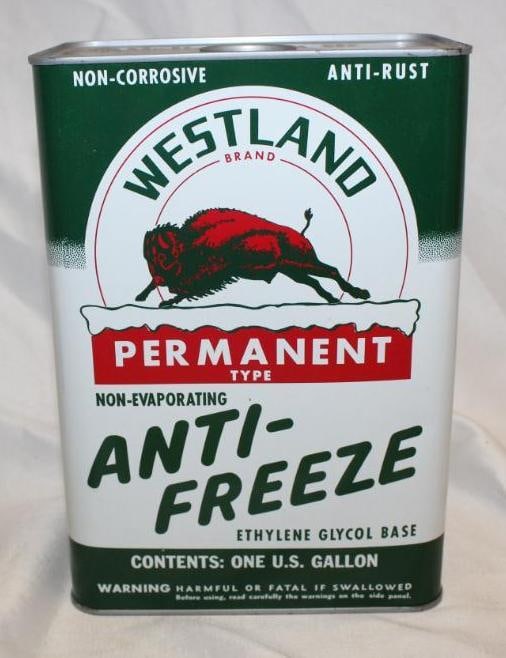 NON-CORROSIVE ANTI-RUST
WESTLAND
BRAND
PERMANENT
TYPE
NON-EVAPORATING
ANTI-
FREEZE
ETHYLENE GLYCOL BASE
CONTENTS: ONE U.S. GALLON
WARNING HARMFUL OR FATAL IF SWALLOWED
Before using, read carefully the warnings on the side panel.